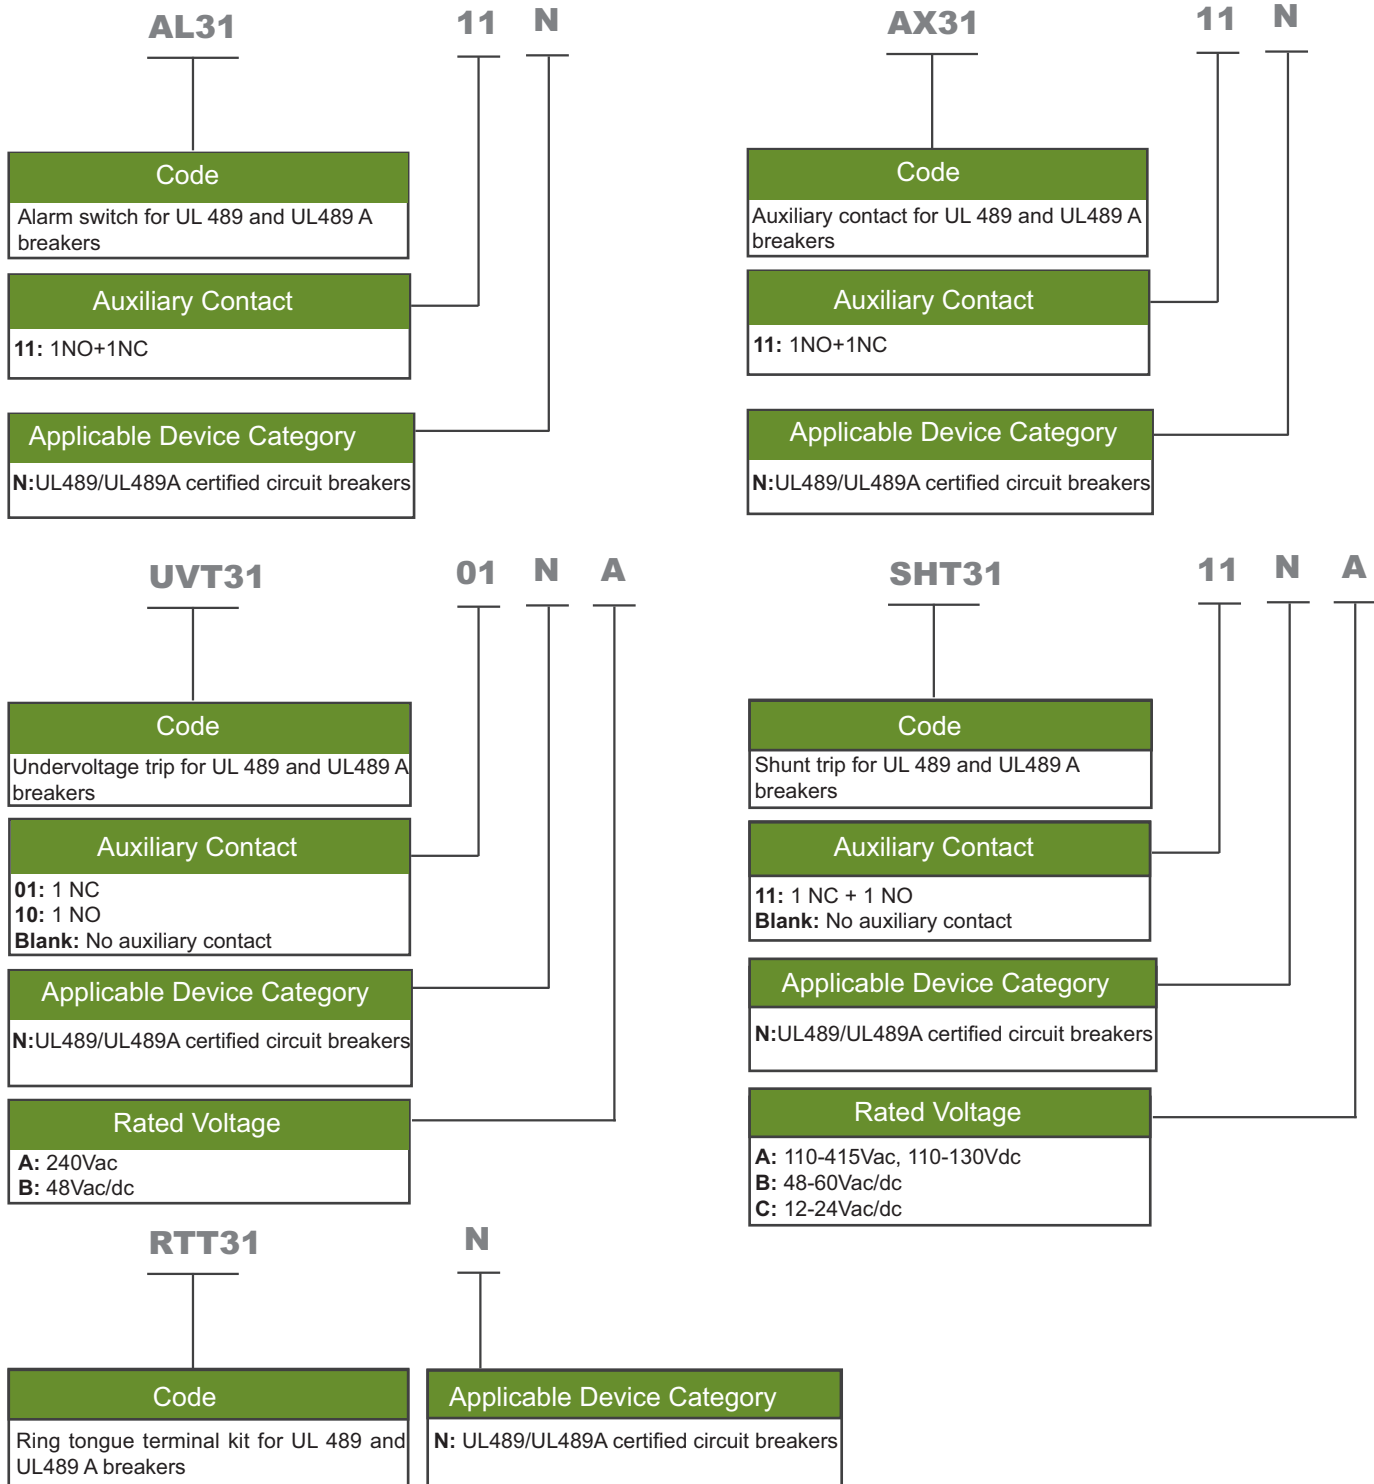 AL31 11 N
Code
Alarm switch for UL 489 and UL489 A
breakers
Auxiliary Contact
11: 1NO+1NC
Applicable Device Category
N:UL489/UL489A certified circuit breakers
AX31 11 N
Code
Auxiliary contact for UL 489 and UL489 A
breakers
Auxiliary Contact
11: 1NO+1NC
Applicable Device Category
N:UL489/UL489A certified circuit breakers
UVT31 01 N A
Code
Undervoltage trip for UL 489 and UL489 A
breakers
Auxiliary Contact
01: 1 NC
10: 1 NO
Blank: No auxiliary contact
Applicable Device Category
N:UL489/UL489A certified circuit breakers
Rated Voltage
A: 240Vac
B: 48Vac/dc
SHT31 11 N A
Code
Shunt trip for UL 489 and UL489 A
breakers
Auxiliary Contact
11: 1 NC + 1 NO
Blank: No auxiliary contact
Applicable Device Category
N:UL489/UL489A certified circuit breakers
Rated Voltage
A: 110-415Vac, 110-130Vdc
B: 48-60Vac/dc
C: 12-24Vac/dc
RTT31 N
Code
Ring tongue terminal kit for UL 489 and
UL489 A breakers
Applicable Device Category
N: UL489/UL489A certified circuit breakers